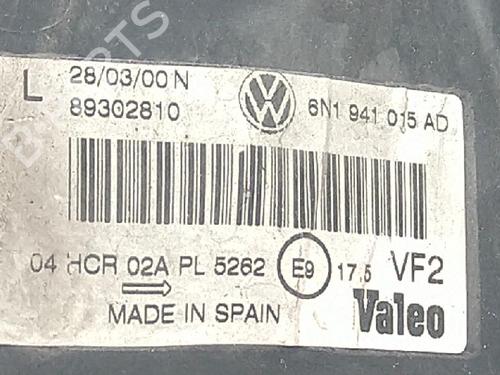 L 28/03/00 N
89302810 6N1 941 015 AD
04 HCR 02A PL 5262 E9 17.5 VF2
MADE IN SPAIN Valeo